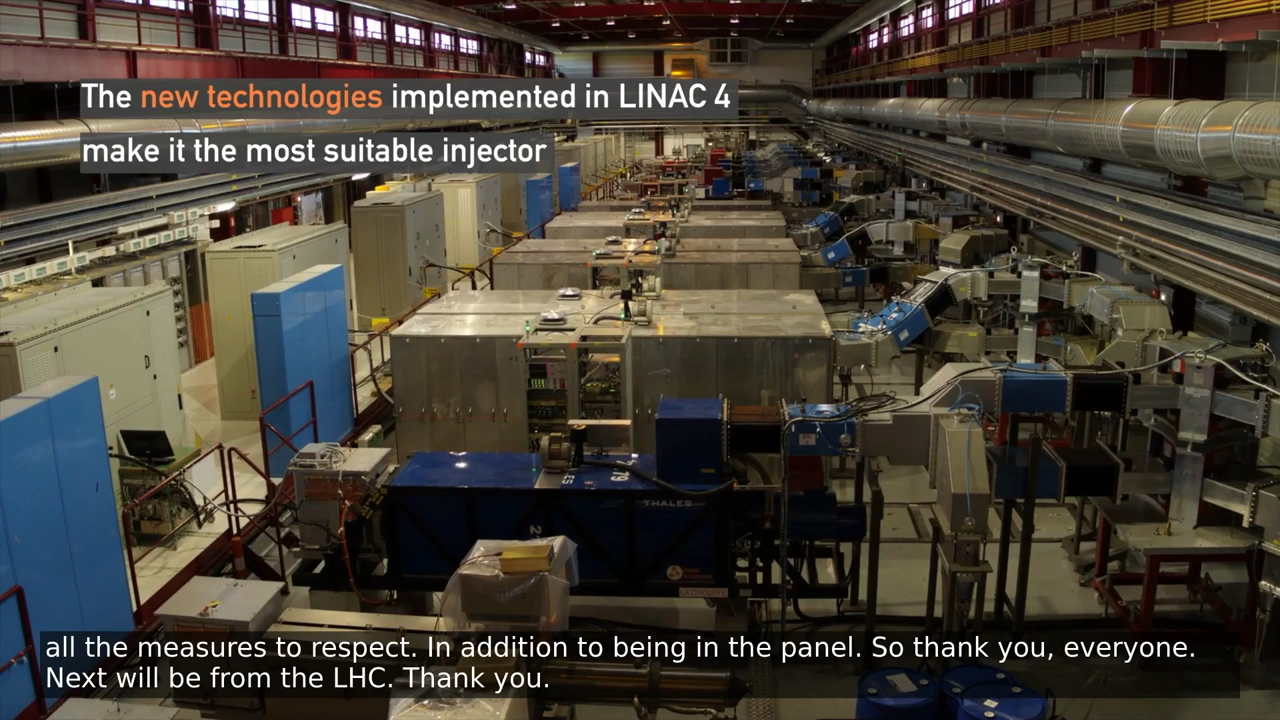 The new technologies implemented in LINAC 4
make it the most suitable injector
THALES
all the measures to respect. In addition to being in the panel. So thank you, everyone.
Next will be from the LHC. Thank you.